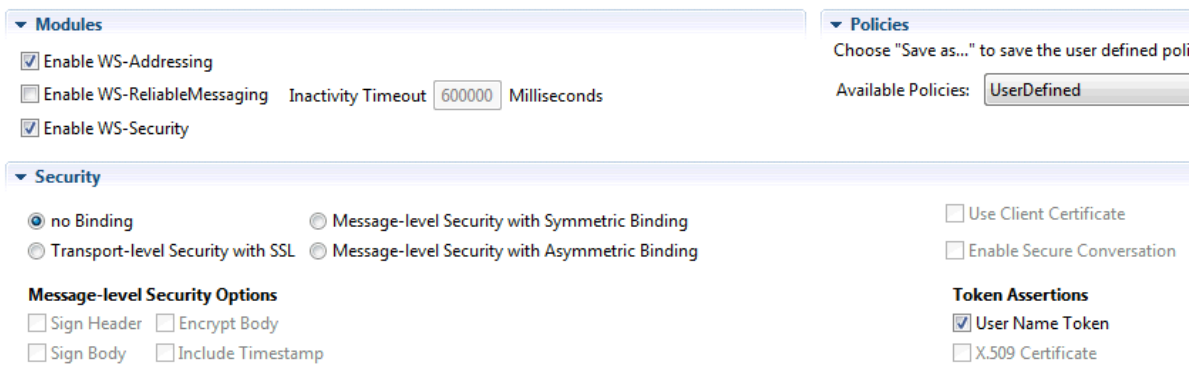 Modules
Enable WS-Addressing
Enable WS-ReliableMessaging Inactivity Timeout 600000 Milliseconds
Enable WS-Security
Policies
Choose "Save as..." to save the user defined poli
Available Policies: UserDefined
Security
no Binding Message-level Security with Symmetric Binding
Transport-level Security with SSL Message-level Security with Asymmetric Binding
Use Client Certificate
Enable Secure Conversation
Message-level Security Options
Sign Header Encrypt Body
Sign Body Include Timestamp
Token Assertions
User Name Token
X.509 Certificate